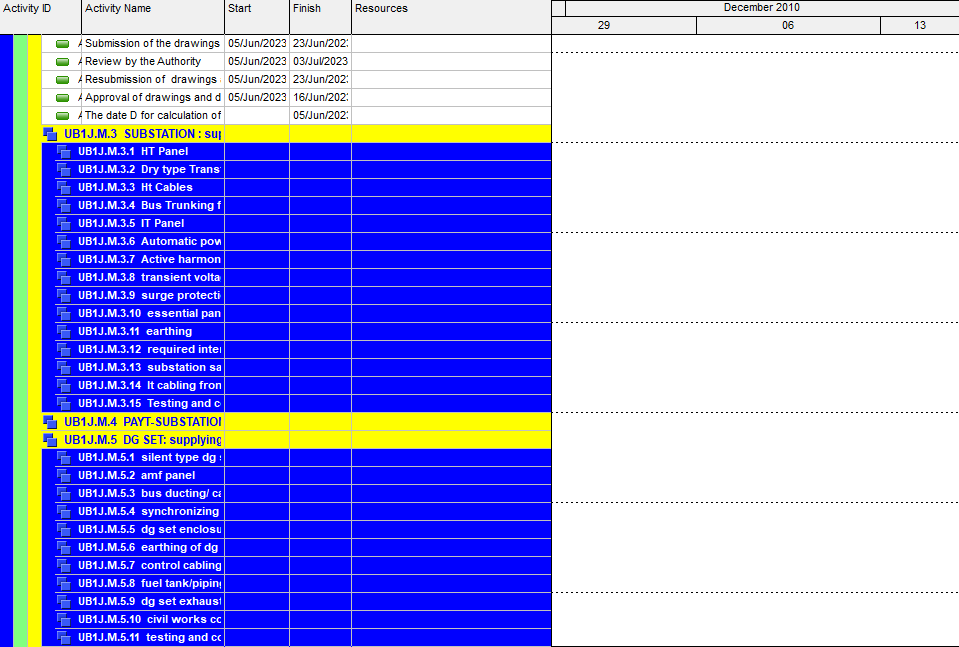 Activity ID Activity Name Start Finish Resources December 2010
29 06 13
Submission of the drawings 05/Jun/2023 23/Jun/202
Review by the Authority 05/Jun/2023 03/Jul/2023
Resubmission of drawings 05/Jun/2023 23/Jun/202
Approval of drawings and d 05/Jun/2023 16/Jun/202
The date D for calculation of 05/Jun/202
UB1J.M.3 SUBSTATION : sup
UB1J.M.3.1 HT Panel
UB1J.M.3.2 Dry type Trans
UB1J.M.3.3 Ht Cables
UB1J.M.3.4 Bus Trunking f
UB1J.M.3.5 IT Panel
UB1J.M.3.6 Automatic pow
UB1J.M.3.7 Active harmon
UB1J.M.3.8 transient volta
UB1J.M.3.9 surge protecti
UB1J.M.3.10 essential pan
UB1J.M.3.11 earthing
UB1J.M.3.12 required inter
UB1J.M.3.13 substation sa
UB1J.M.3.14 lt cabling fron
UB1J.M.3.15 Testing and c
UB1J.M.4 PAYT-SUBSTATION
UB1J.M.5 DG SET: supplying
UB1J.M.5.1 silent type dg
UB1J.M.5.2 amf panel
UB1J.M.5.3 bus ducting/ ca
UB1J.M.5.4 synchronizing
UB1J.M.5.5 dg set enclosu
UB1J.M.5.6 earthing of dg
UB1J.M.5.7 control cabling
UB1J.M.5.8 fuel tank/piping
UB1J.M.5.9 dg set exhaust
UB1J.M.5.10 civil works co
UB1J.M.5.11 testing and co